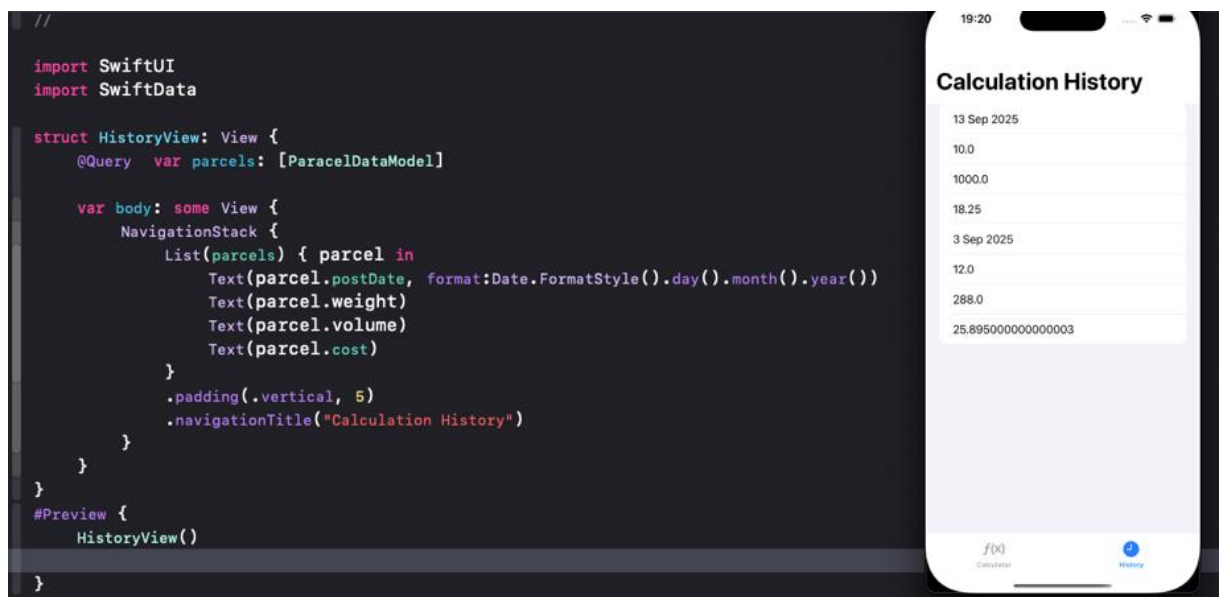 //
import SwiftUI
import SwiftData
struct HistoryView: View {
@Query  var parcels: [ParacelDataModel]
var body: some View {
NavigationStack {
List(parcels) { parcel in
Text(parcel.postDate, format:Date.FormatStyle().day().month().year())
Text(parcel.weight)
Text(parcel.volume)
Text(parcel.cost)
}
.padding(.vertical, 5)
.navigationTitle("Calculation History")
}
}
}
#Preview {
HistoryView()
}
19:20
Calculation History
13 Sep 2025
10.0
1000.0
18.25
3 Sep 2025
12.0
288.0
25.895000000000003
f(x)
Calculator
History